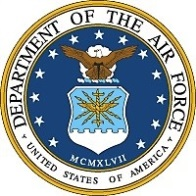 DEPARTMENT OF THE AIR FORCE
MCMXLVII
UNITED STATES OF AMERICA